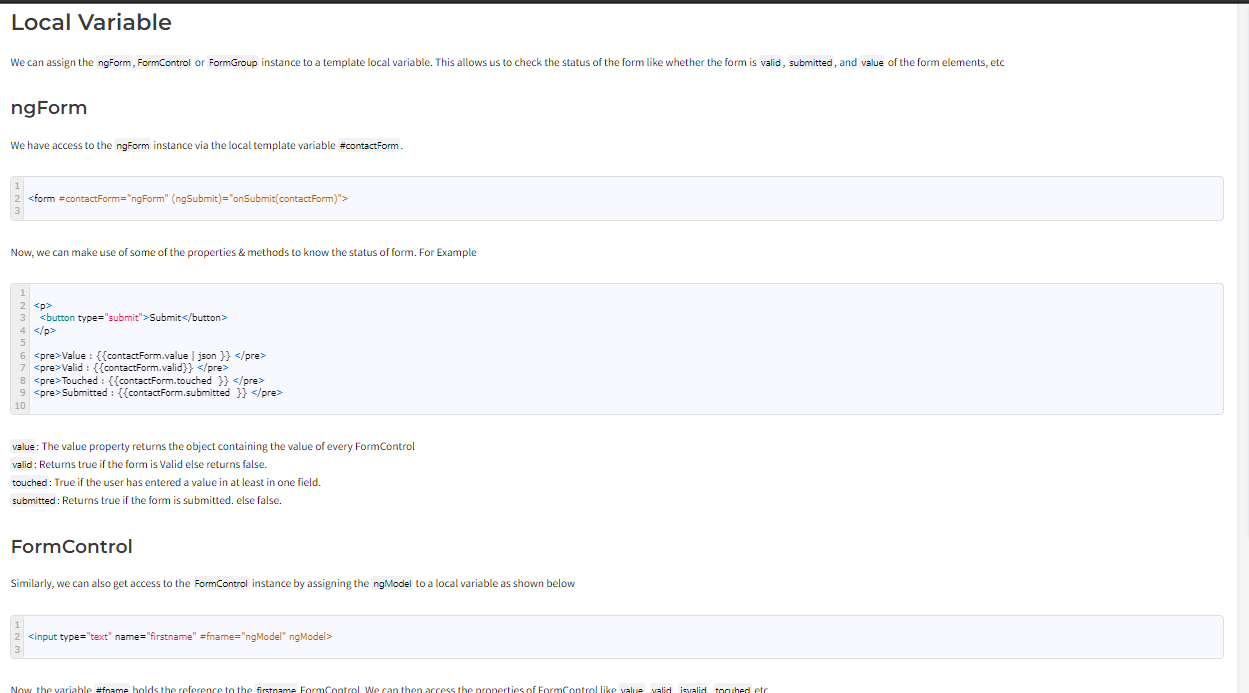 Local Variable
We can assign the ngForm, FormControl or FormGroup instance to a template local variable. This allows us to check the status of the form like whether the form is valid, submitted, and value of the form elements, etc
ngForm
We have access to the ngForm instance via the local template variable #contactForm.
1
2 <form #contactForm="ngForm" (ngSubmit)="onSubmit(contactForm)">
3
Now, we can make use of some of the properties & methods to know the status of form. For Example
1
2 <p>
3 <button type="submit">Submit</button>
4 </p>
5
6 <pre>Value : {{contactForm.value | json }} </pre>
7 <pre>Valid : {{contactForm.valid}} </pre>
8 <pre>Touched : {{contactForm.touched  }} </pre>
9 <pre>Submitted : {{contactForm.submitted  }} </pre>
10
value: The value property returns the object containing the value of every FormControl
valid: Returns true if the form is Valid else returns false.
touched: True if the user has entered a value in at least in one field.
submitted: Returns true if the form is submitted. else false.
FormControl
Similarly, we can also get access to the FormControl instance by assigning the ngModel to a local variable as shown below
1
2 <input type="text" name="firstname" #fname="ngModel" ngModel>
3
Now, the variable #fname holds the reference to the firstname FormControl. We can then access the properties of FormControl like value, valid, isvalid, tocuhed etc